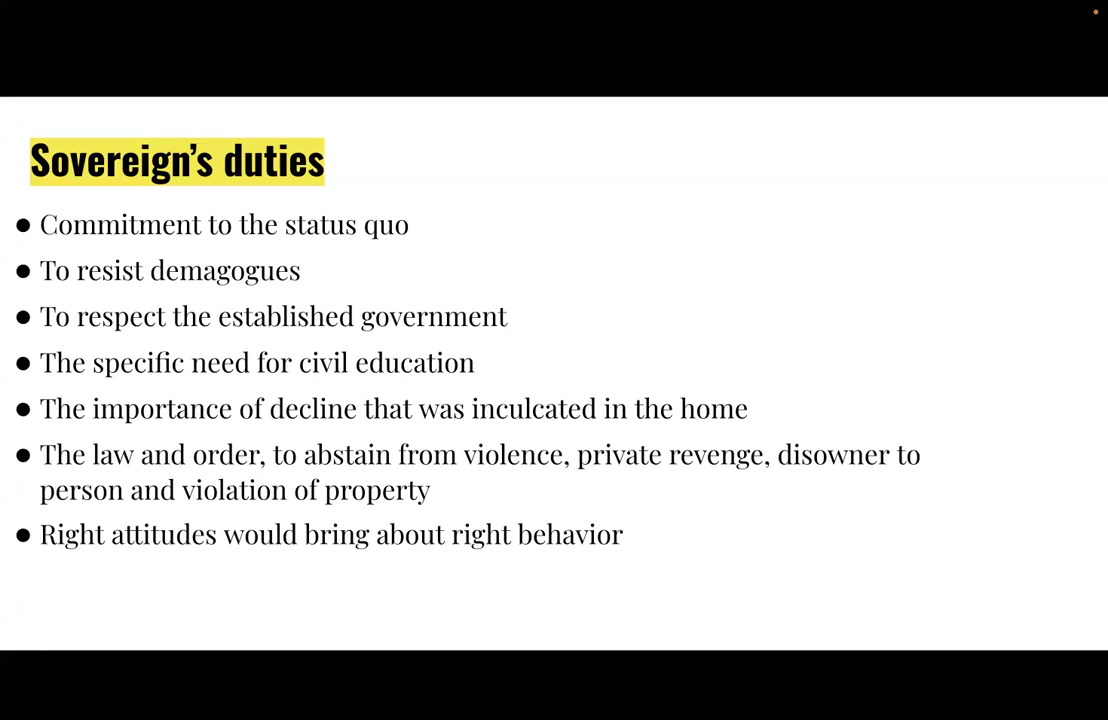 Sovereign’s duties
● Commitment to the status quo
● To resist demagogues
● To respect the established government
● The specific need for civil education
● The importance of decline that was inculcated in the home
● The law and order, to abstain from violence, private revenge, disowner to
person and violation of property
● Right attitudes would bring about right behavior